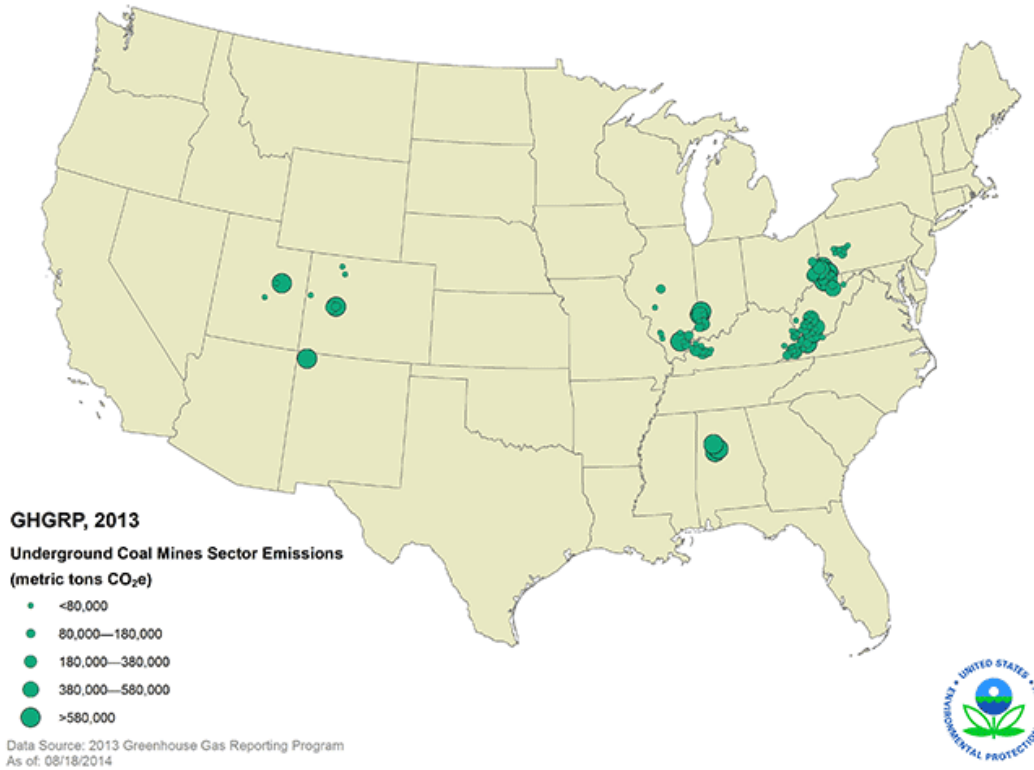 GHGRP, 2013
Underground Coal Mines Sector Emissions
(metric tons CO₂e)
<80,000
80,000—180,000
180,000—380,000
380,000—580,000
>580,000
Data Source: 2013 Greenhouse Gas Reporting Program
As of: 08/18/2014
UNITED STATES